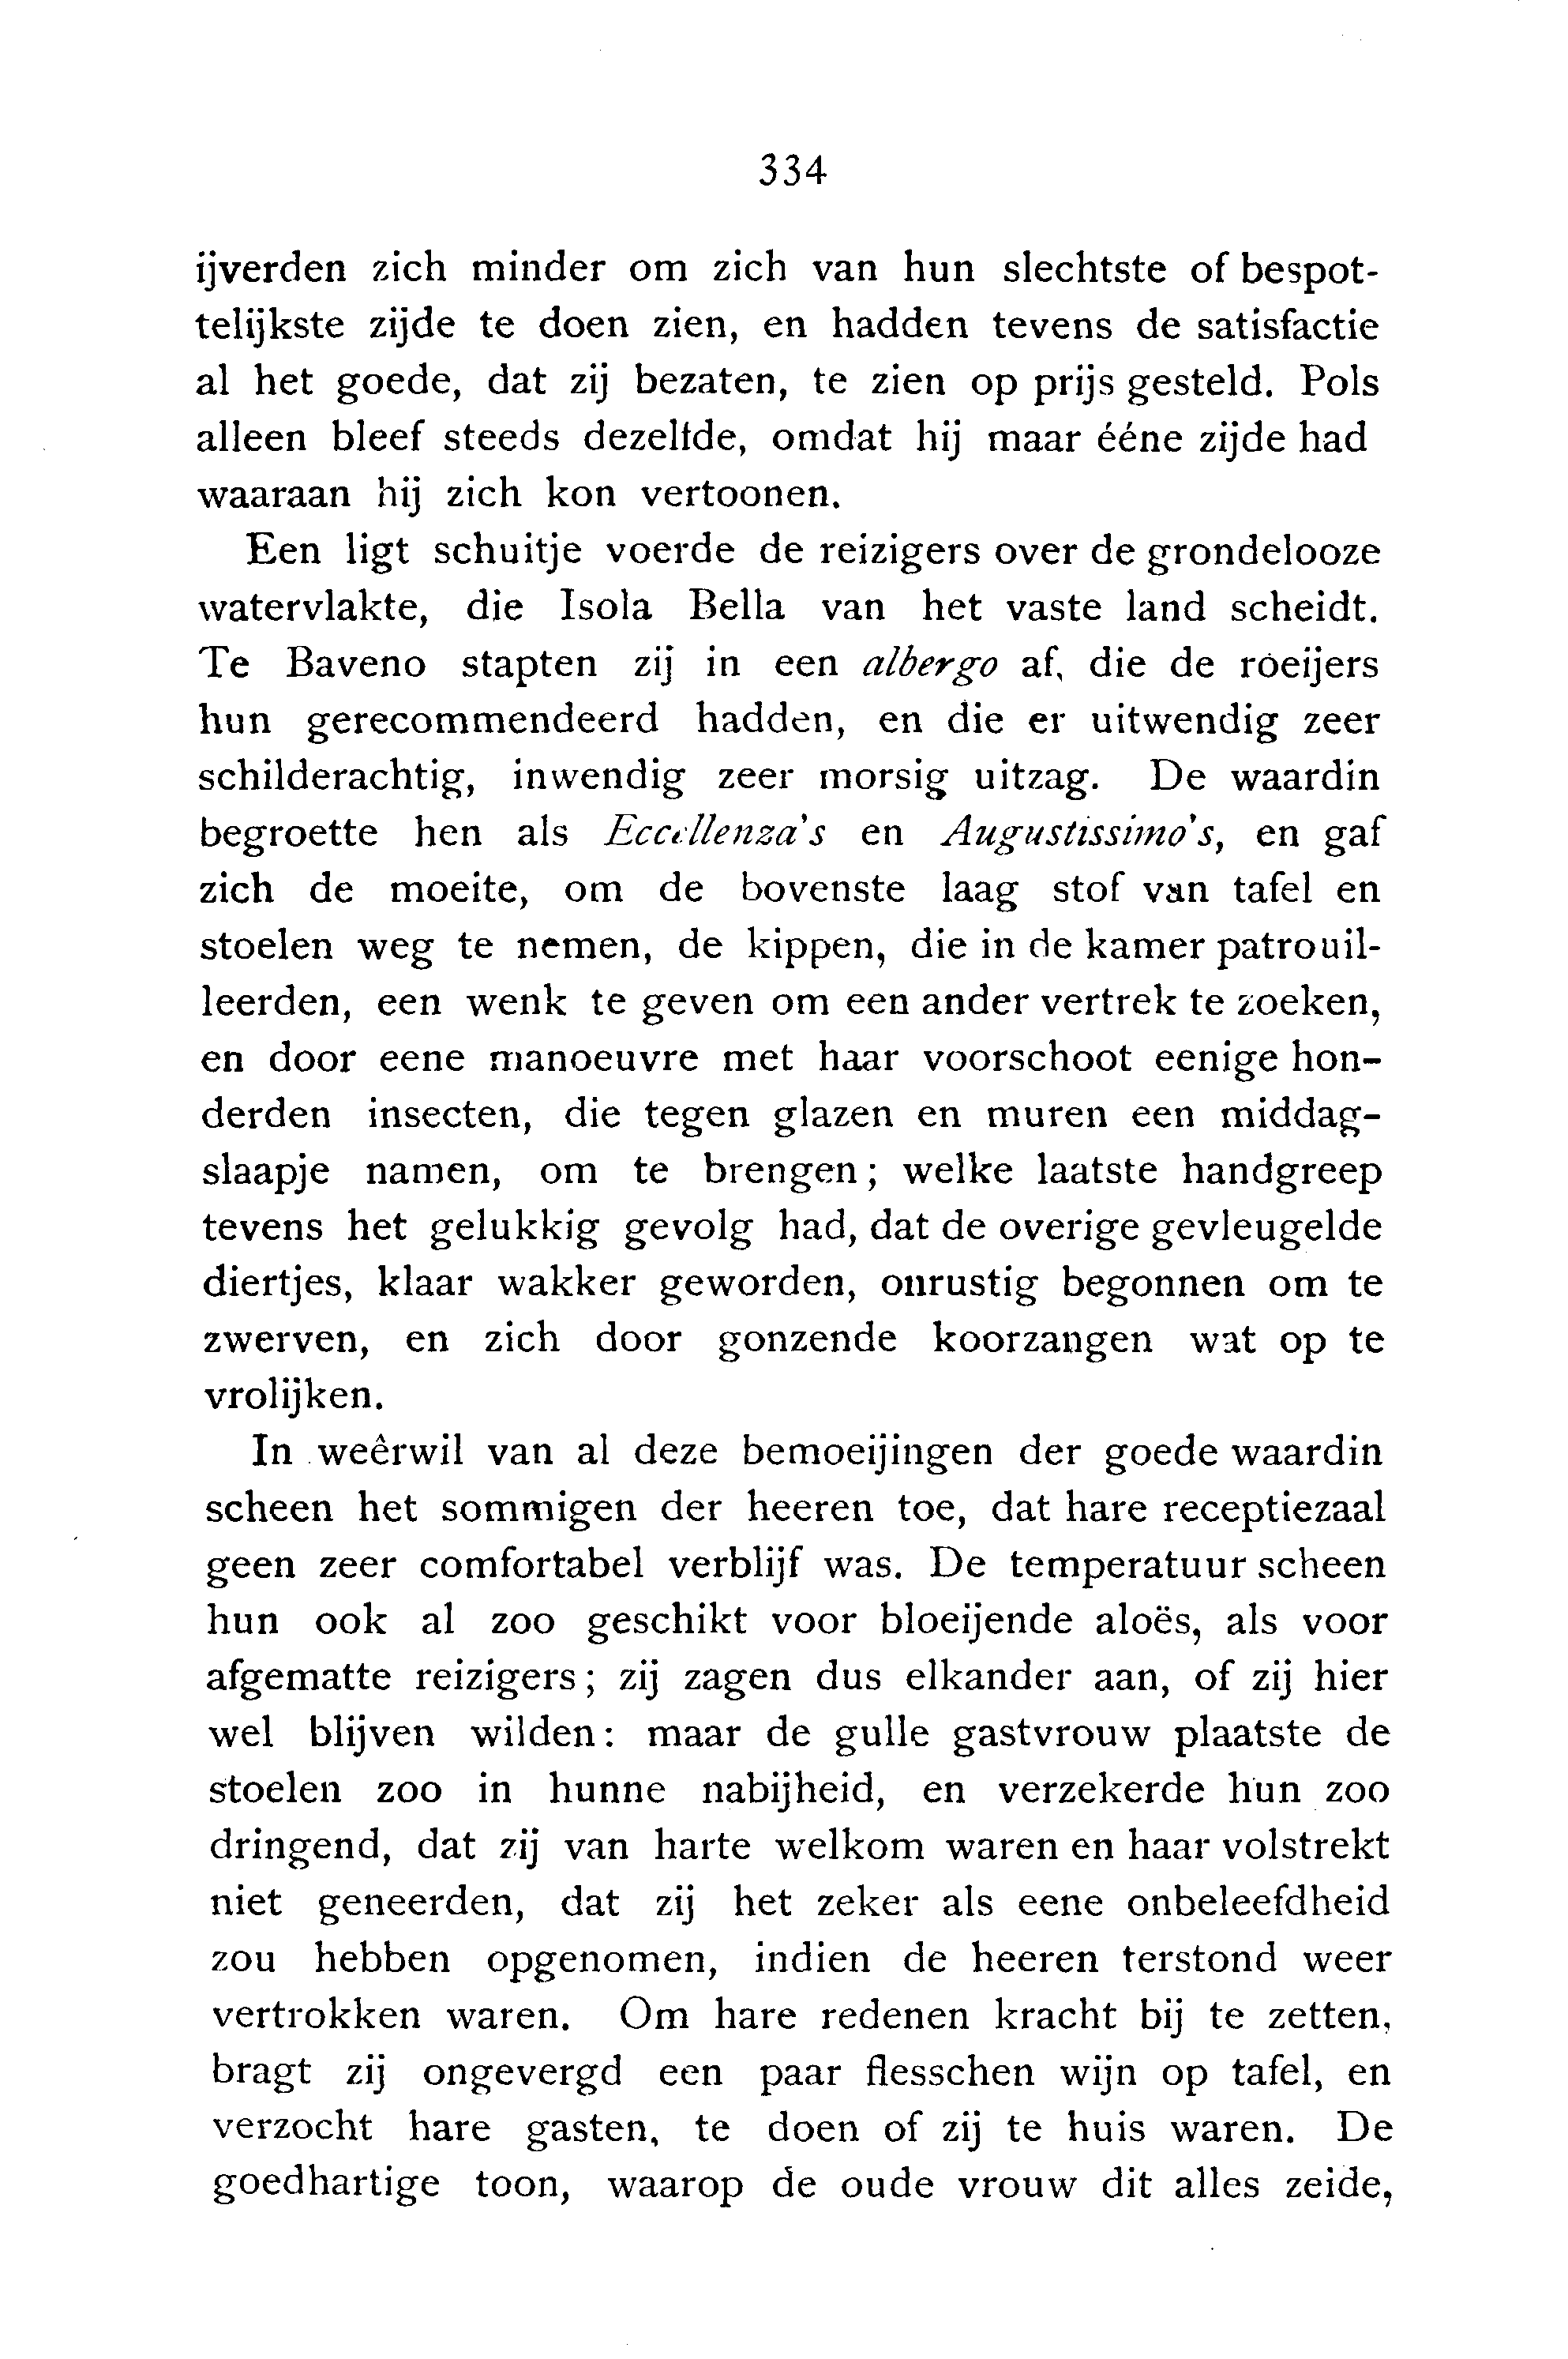 334
ijverden zich minder om zich van hun slechtste of bespot-
telijkste zijde te doen zien, en hadden tevens de satisfactie
al het goede, dat zij bezaten, te zien op prijs gesteld. Pols
alleen bleef steeds dezelfde, omdat hij maar ééne zijde had
waaraan hij zich kon vertoonen.
Een ligt schuitje voerde de reizigers over de grondelooze
watervlakte, die Isola Bella van het vaste land scheidt.
Te Baveno stapten zij in een albergo af, die de roeijers
hun gerecommendeerd hadden, en die er uitwendig zeer
schilderachtig, inwendig zeer morsig uitzag. De waardin
begroette hen als Eccellenza's en Augustissimo's, en gaf
zich de moeite, om de bovenste laag stof van tafel en
stoelen weg te nemen, de kippen, die in de kamer patrouil-
leerden, een wenk te geven om een ander vertrek te zoeken,
en door eene manoeuvre met haar voorschoot eenige hon-
derden insecten, die tegen glazen en muren een middag-
slaapje namen, om te brengen; welke laatste handgreep
tevens het gelukkig gevolg had, dat de overige gevleugelde
diertjes, klaar wakker geworden, onrustig begonnen om te
zwerven, en zich door gonzende koorzangen wat op te
vrolijken.
In weêrwil van al deze bemoeijingen der goede waardin
scheen het sommigen der heeren toe, dat hare receptiezaal
geen zeer comfortabel verblijf was. De temperatuur scheen
hun ook al zoo geschikt voor bloeijende aloës, als voor
afgematte reizigers; zij zagen dus elkander aan, of zij hier
wel blijven wilden: maar de gulle gastvrouw plaatste de
stoelen zoo in hunne nabijheid, en verzekerde hun zoo
dringend, dat zij van harte welkom waren en haar volstrekt
niet geneerden, dat zij het zeker als eene onbeleefdheid
zou hebben opgenomen, indien de heeren terstond weer
vertrokken waren. Om hare redenen kracht bij te zetten,
bragt zij ongevergd een paar flesschen wijn op tafel, en
verzocht hare gasten, te doen of zij te huis waren. De
goedhartige toon, waarop de oude vrouw dit alles zeide,